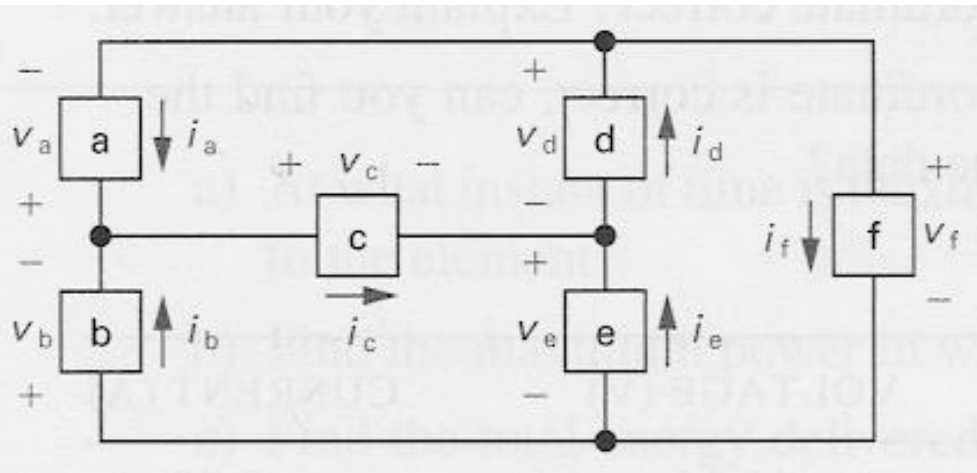 − + 
v_a a i_a v_d d i_d
+ v_c − +
+ −
c i_f f v_f
− +
i_c −
v_b b i_b v_e e i_e
+ −